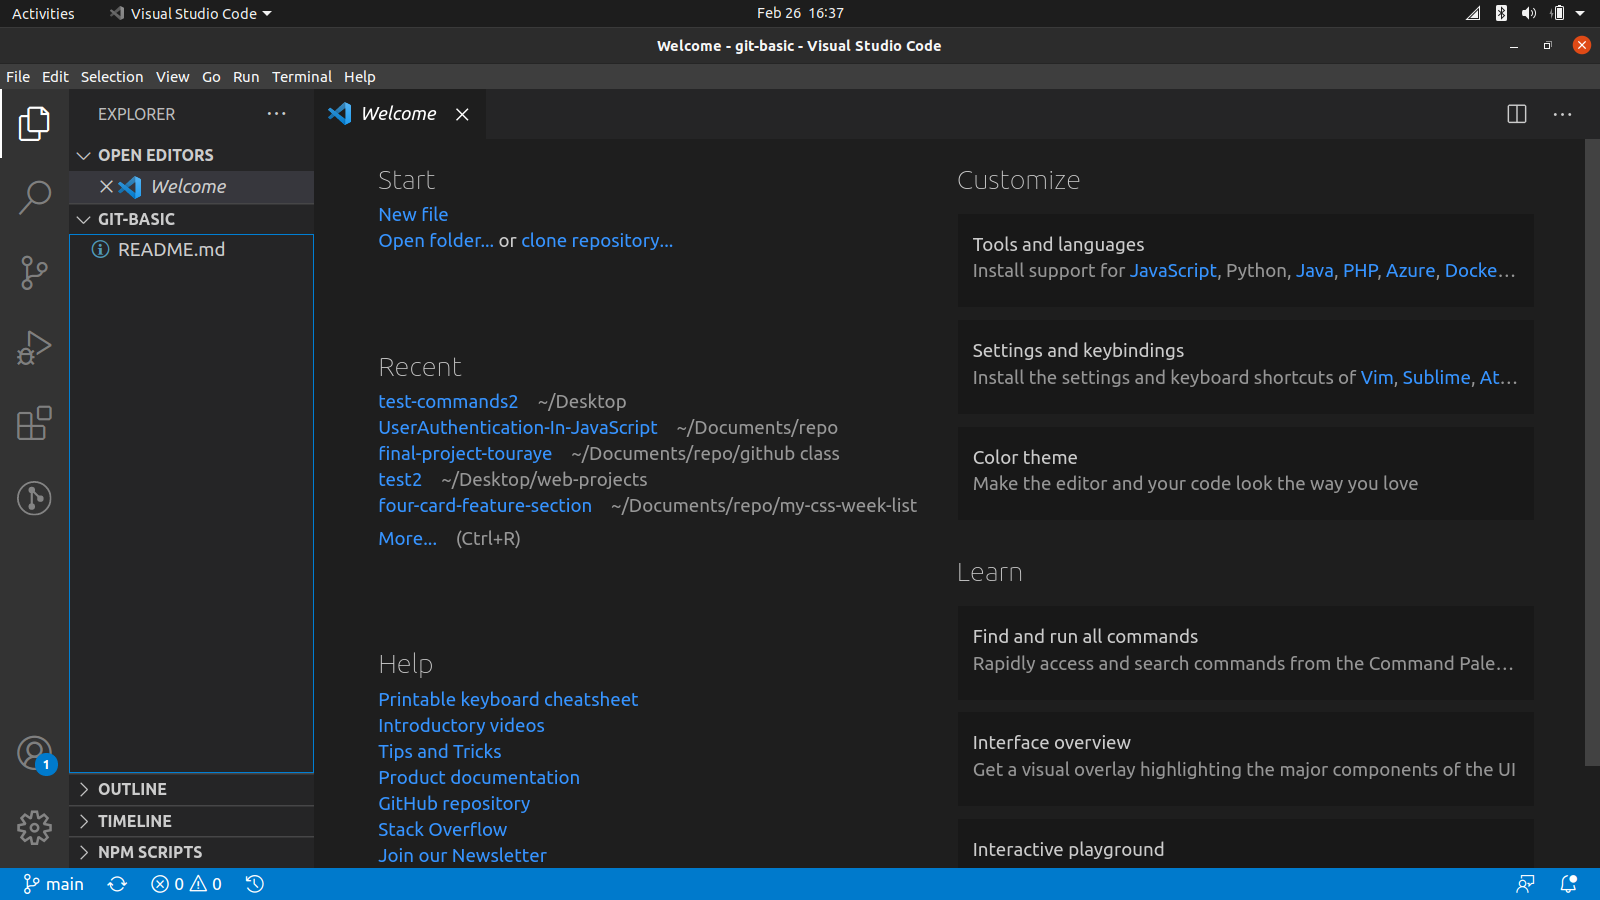 Activities Visual Studio Code Feb 26 16:37
Welcome - git-basic - Visual Studio Code
File Edit Selection View Go Run Terminal Help
EXPLORER
OPEN EDITORS
Welcome
GIT-BASIC
README.md
OUTLINE
TIMELINE
NPM SCRIPTS
1
Welcome
Start
New file
Open folder... or clone repository...
Recent
test-commands2 ~/Desktop
UserAuthentication-In-JavaScript ~/Documents/repo
final-project-touraye ~/Documents/repo/github class
test2 ~/Desktop/web-projects
four-card-feature-section ~/Documents/repo/my-css-week-list
More... (Ctrl+R)
Help
Printable keyboard cheatsheet
Introductory videos
Tips and Tricks
Product documentation
GitHub repository
Stack Overflow
Join our Newsletter
Customize
Tools and languages
Install support for JavaScript, Python, Java, PHP, Azure, Docke…
Settings and keybindings
Install the settings and keyboard shortcuts of Vim, Sublime, At…
Color theme
Make the editor and your code look the way you love
Learn
Find and run all commands
Rapidly access and search commands from the Command Pale…
Interface overview
Get a visual overlay highlighting the major components of the UI
Interactive playground
main 0 0